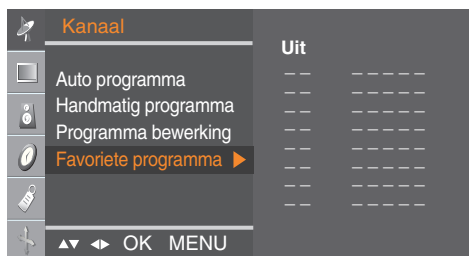 Kanaal
Auto programma
Handmatig programma
Programma bewerking
Favoriete programma ▶
▲▼ ◀▶ OK MENU
Uit
– – – – – – –
– – – – – – –
– – – – – – –
– – – – – – –
– – – – – – –
– – – – – – –
– – – – – – –
– – – – – – –